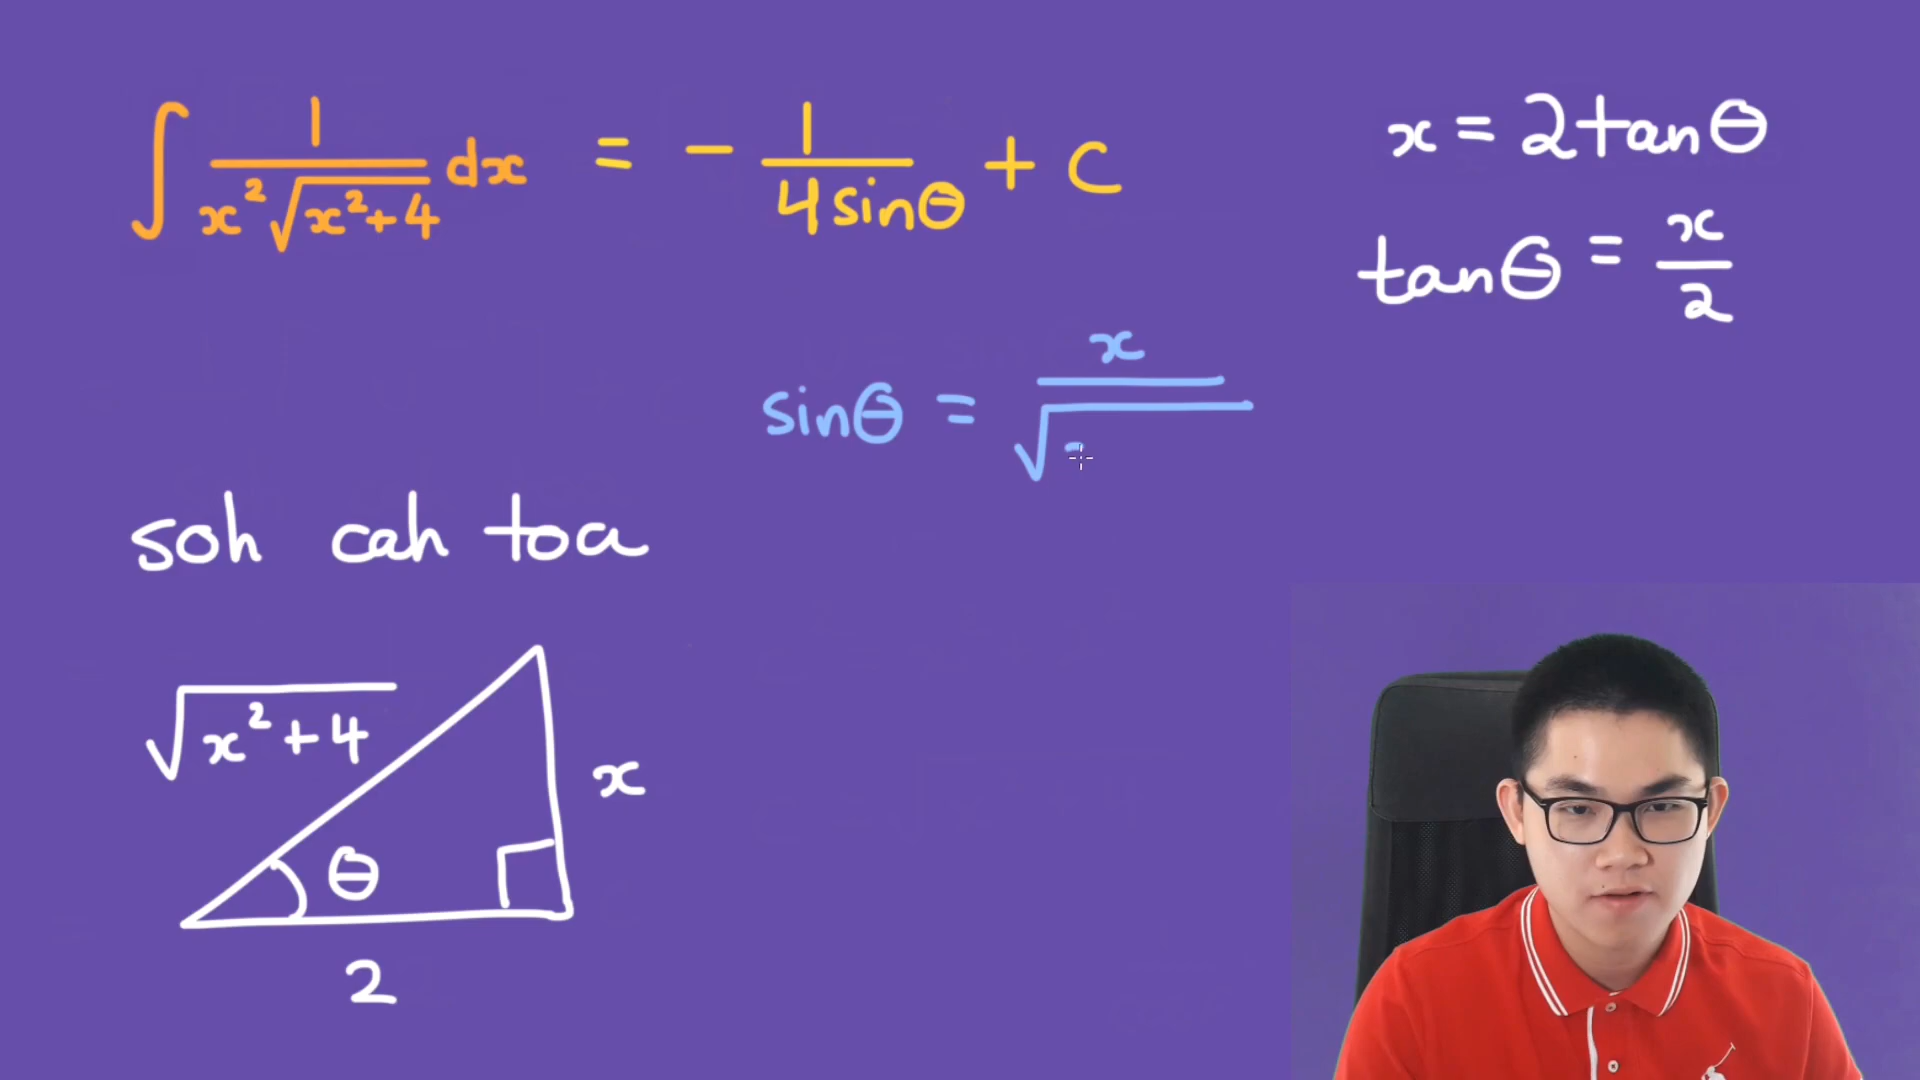 ∫ 1/(x²√(x²+4)) dx = - 1/(4sinθ) + c
x = 2tanθ
tanθ = x/2
sinθ = x/√
soh cah toa
√(x²+4)
x
θ
2